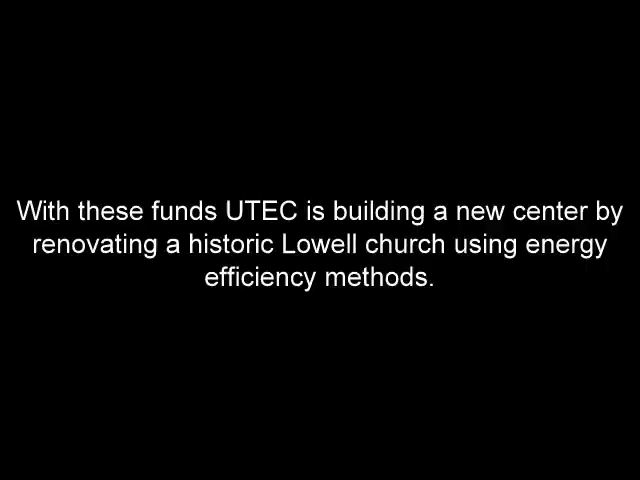 With these funds UTEC is building a new center by
renovating a historic Lowell church using energy
efficiency methods.